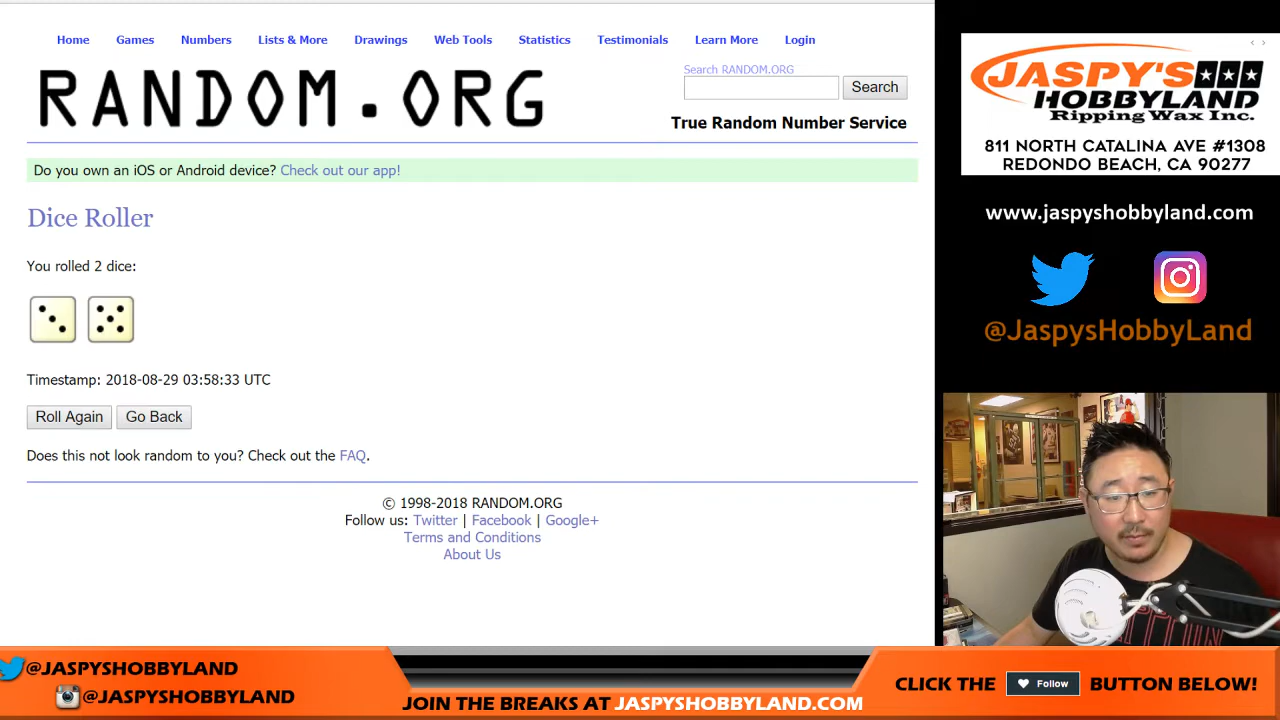 Home Games Numbers Lists & More Drawings Web Tools Statistics Testimonials Learn More Login
RANDOM.ORG
Search RANDOM.ORG
Search
True Random Number Service
Do you own an iOS or Android device? Check out our app!
Dice Roller
You rolled 2 dice:
Timestamp: 2018-08-29 03:58:33 UTC
Roll Again Go Back
Does this not look random to you? Check out the FAQ.
© 1998-2018 RANDOM.ORG
Follow us: Twitter | Facebook | Google+
Terms and Conditions
About Us
JASPY'S
HOBBYLAND
Ripping Wax Inc.
811 NORTH CATALINA AVE #1308
REDONDO BEACH, CA 90277
www.jaspyshobbyland.com
@JaspysHobbyLand
@JASPYSHOBBYLAND
@JASPYSHOBBYLAND
JOIN THE BREAKS AT JASPYSHOBBYLAND.COM
CLICK THE Follow BUTTON BELOW!